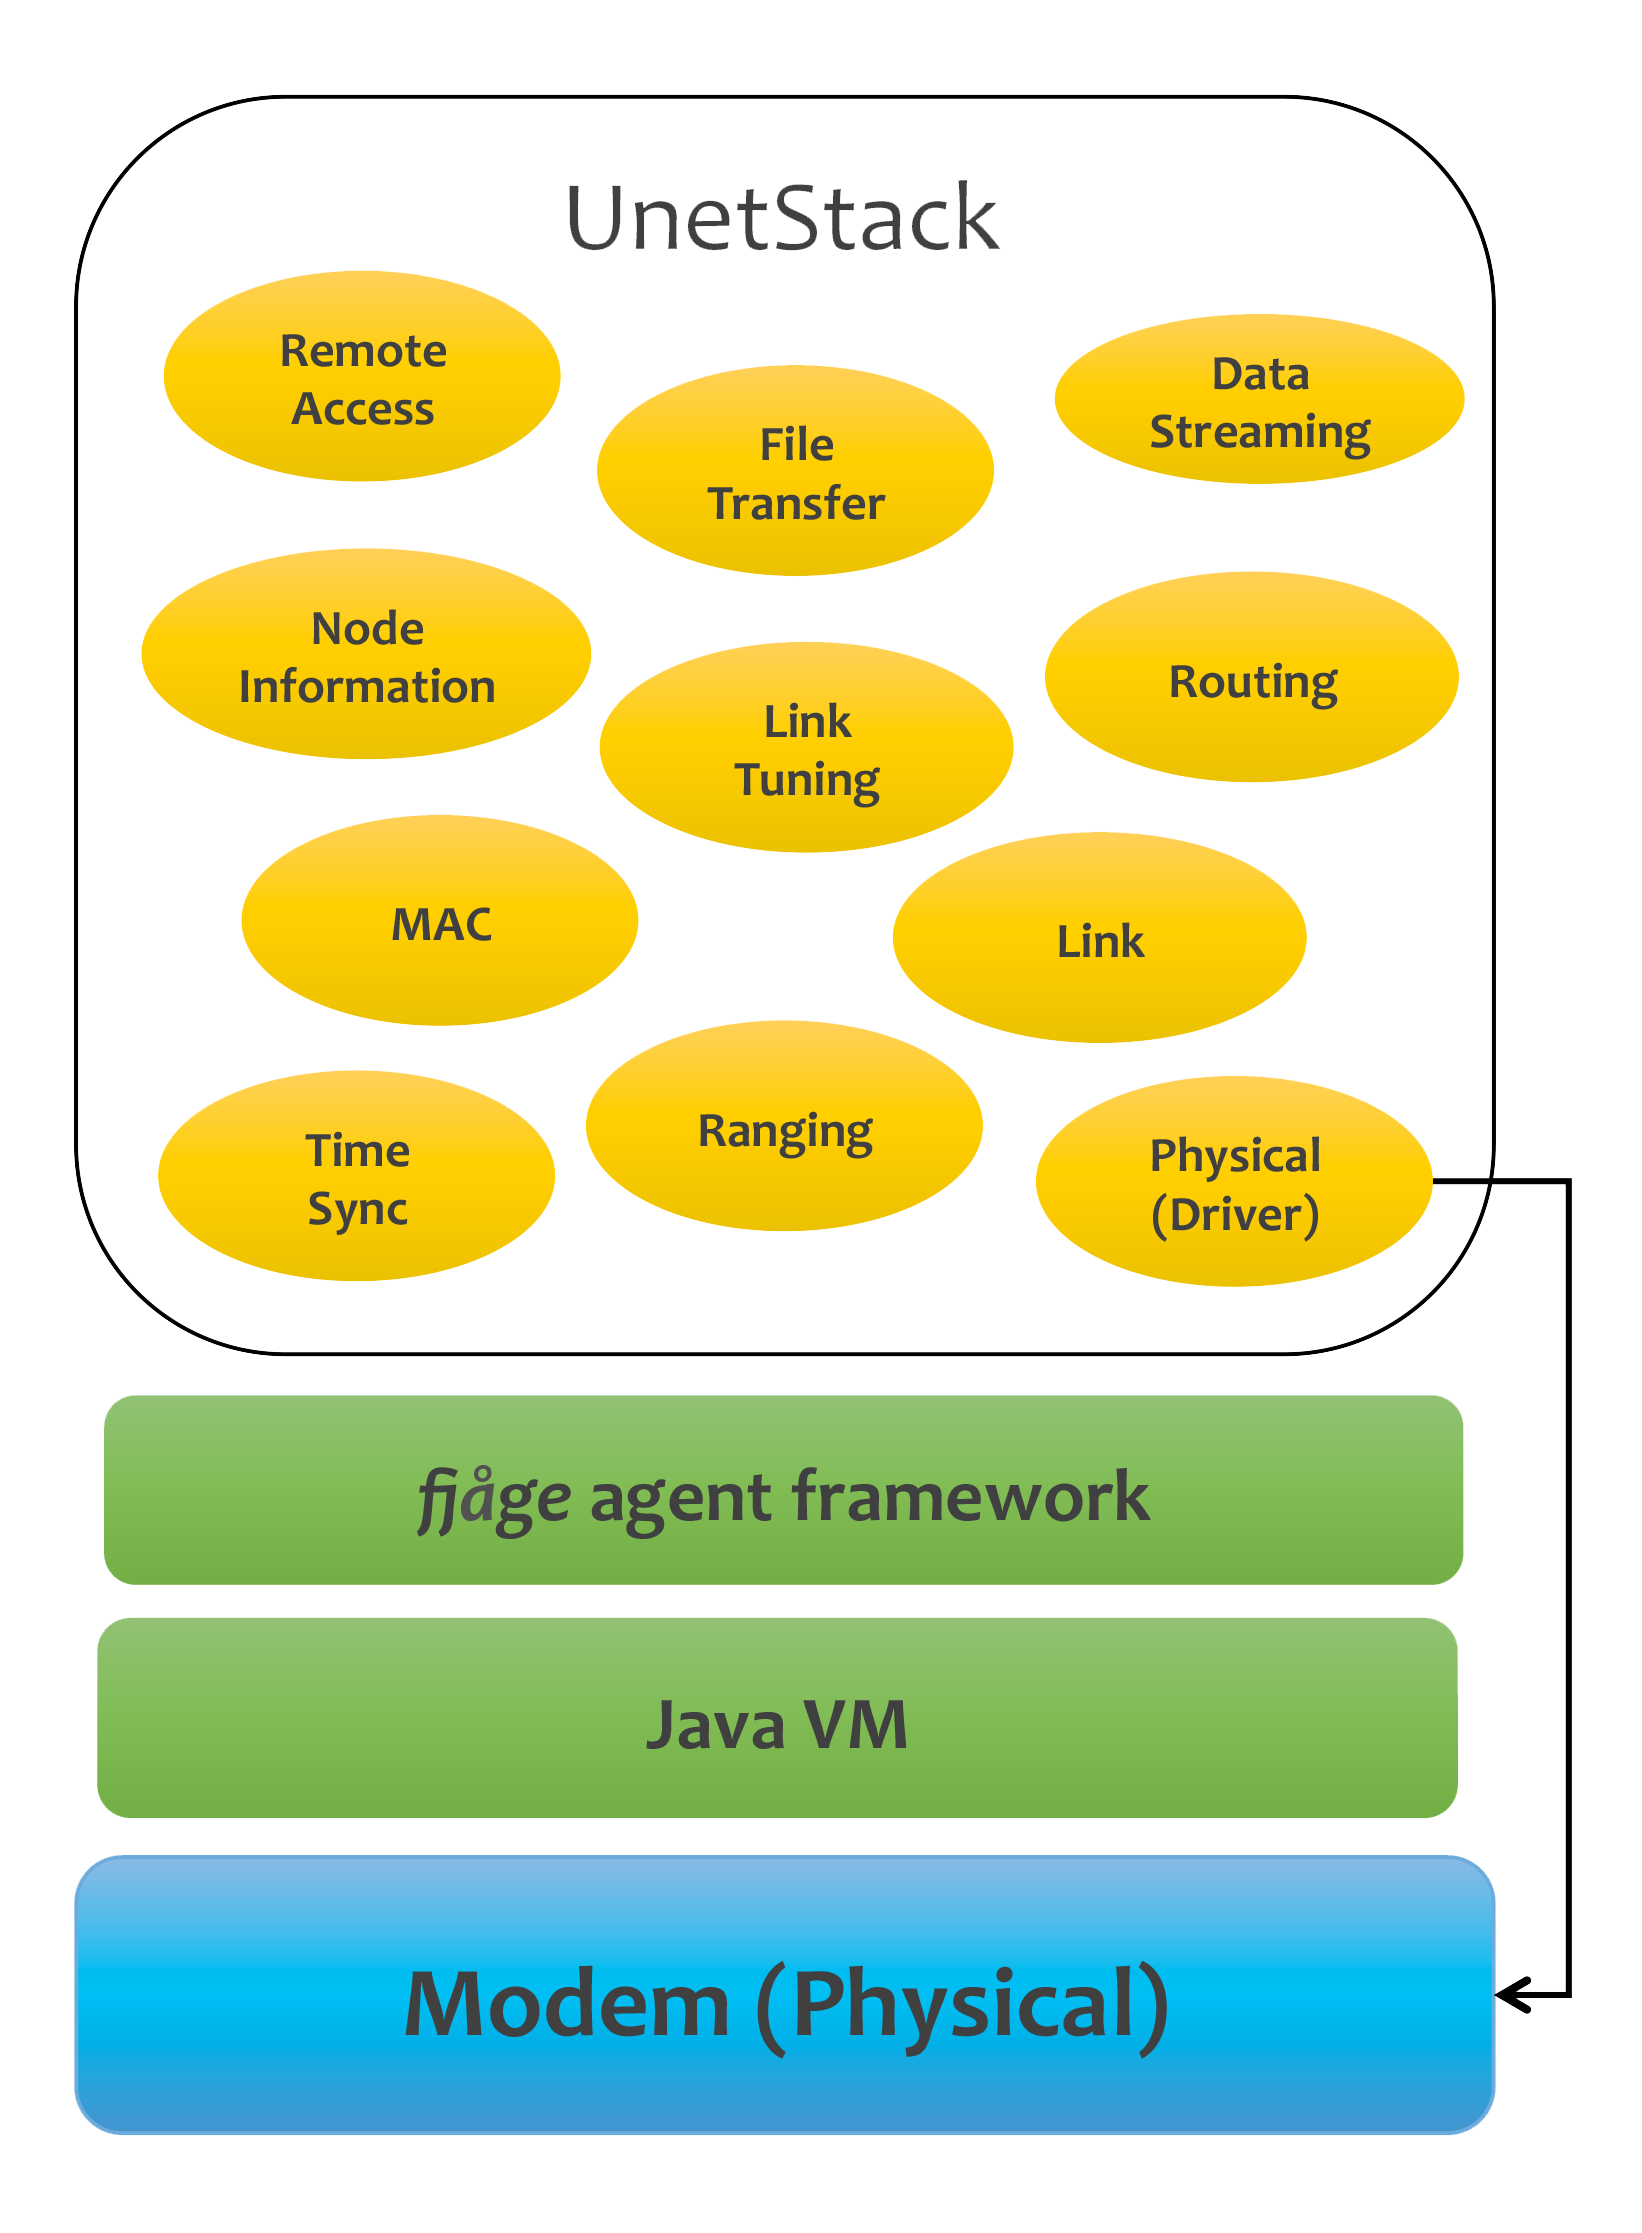 UnetStack
Remote
Access
File
Transfer
Data
Streaming
Node
Information
Link
Tuning
Routing
MAC
Link
Time
Sync
Ranging
Physical
(Driver)
fjåge agent framework
Java VM
Modem (Physical)